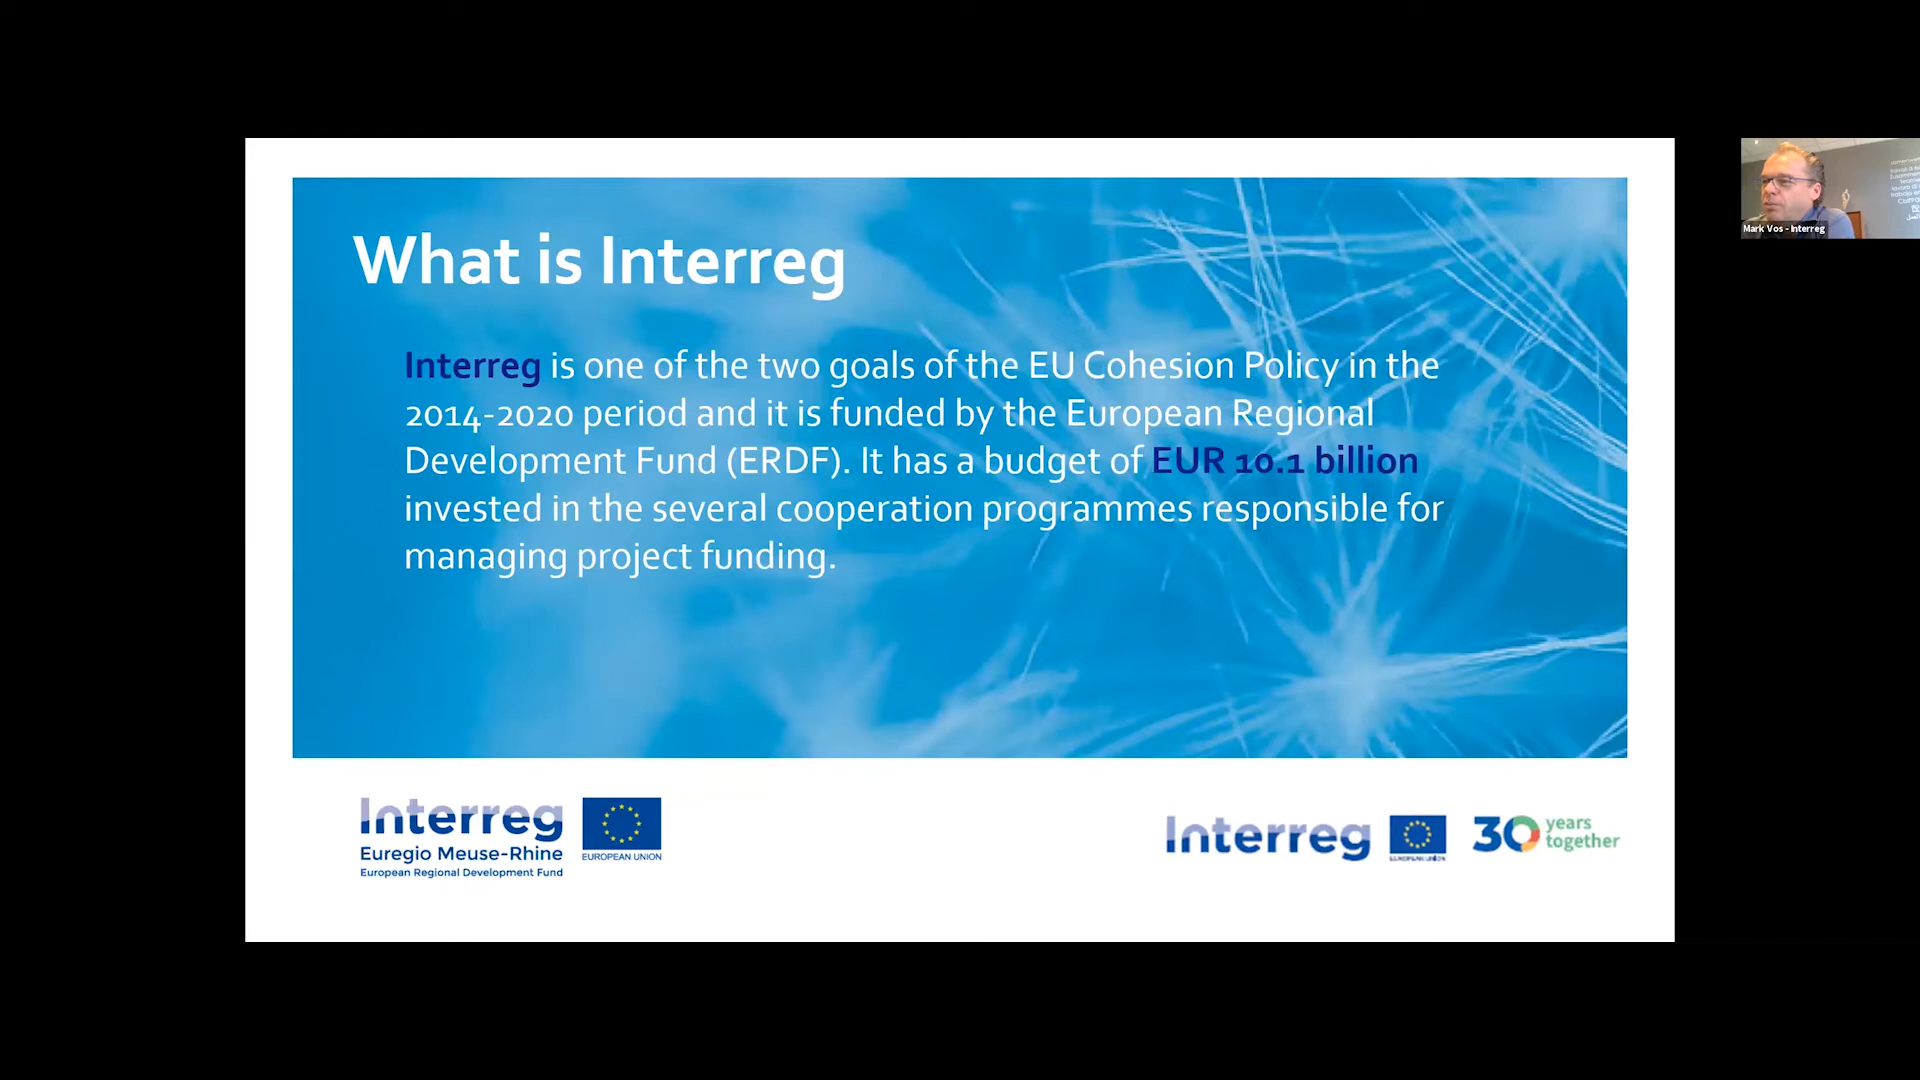 What is Interreg
Interreg is one of the two goals of the EU Cohesion Policy in the
2014-2020 period and it is funded by the European Regional
Development Fund (ERDF). It has a budget of EUR 10.1 billion
invested in the several cooperation programmes responsible for
managing project funding.
Interreg
Euregio Meuse-Rhine
European Regional Development Fund
EUROPEAN UNION
Interreg
EUROPEAN UNION
30 years
together
Mark Vos - Interreg